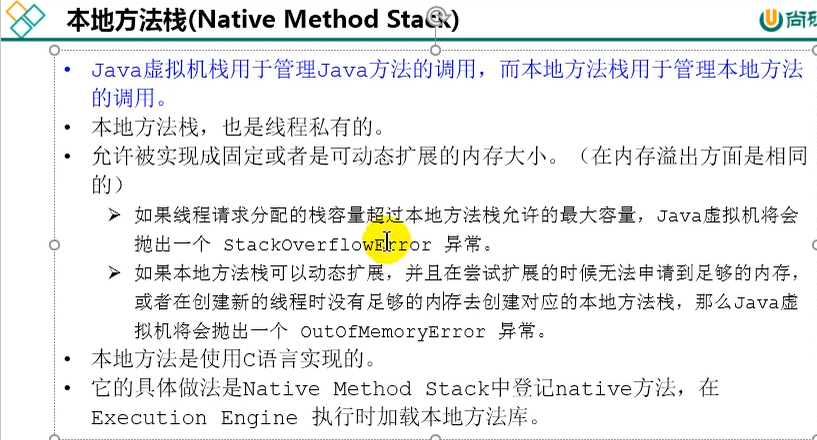 本地方法栈(Native Method Stack)
尚硅
Java虚拟机栈用于管理Java方法的调用，而本地方法栈用于管理本地方法
的调用。
本地方法栈，也是线程私有的。
允许被实现成固定或者是可动态扩展的内存大小。（在内存溢出方面是相同
的）
如果线程请求分配的栈容量超过本地方法栈允许的最大容量，Java虚拟机将会
抛出一个 StackOverflowError 异常。
如果本地方法栈可以动态扩展，并且在尝试扩展的时候无法申请到足够的内存，
或者在创建新的线程时没有足够的内存去创建对应的本地方法栈，那么Java虚
拟机将会抛出一个 OutOfMemoryError 异常。
本地方法是使用C语言实现的。
它的具体做法是Native Method Stack中登记native方法，在
Execution Engine 执行时加载本地方法库。